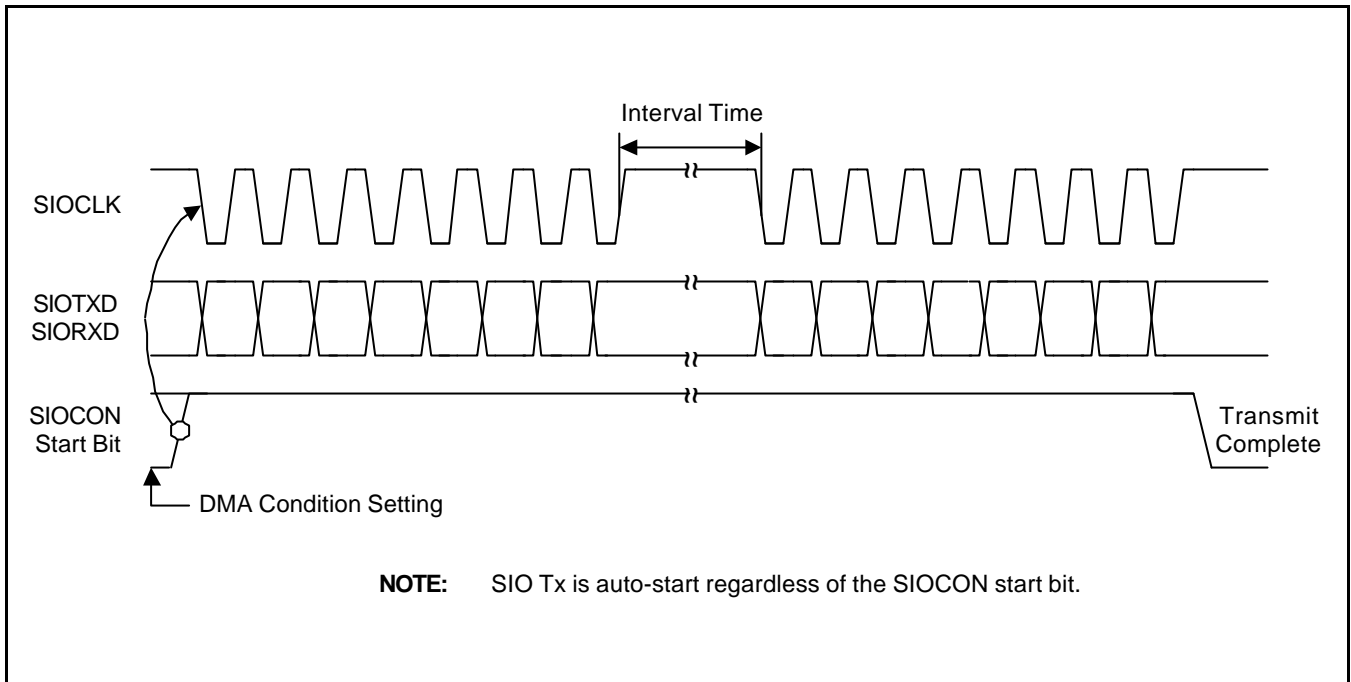 Interval Time
SIOCLK
SIOTXD
SIORXD
SIOCON
Start Bit
Transmit
Complete
DMA Condition Setting
NOTE: SIO Tx is auto-start regardless of the SIOCON start bit.